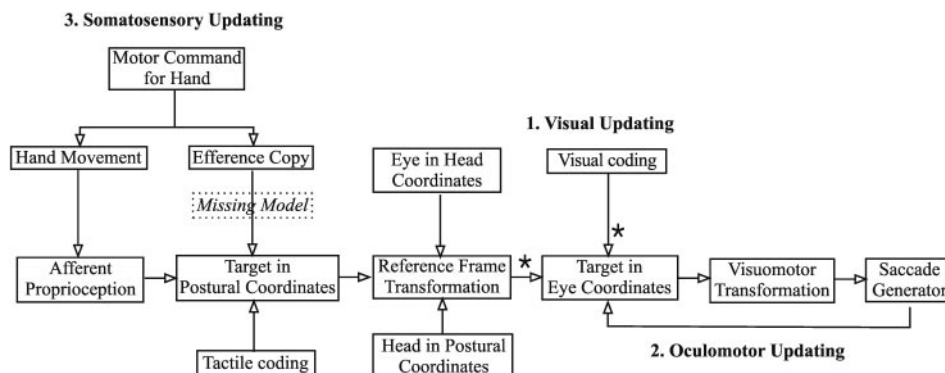 3. Somatosensory Updating
Motor Command
for Hand
1. Visual Updating
Hand Movement
Efference Copy
Eye in Head
Coordinates
Visual coding
Missing Model
*
*
Afferent
Proprioception
Target in
Postural Coordinates
Reference Frame
Transformation
Target in
Eye Coordinates
Visuomotor
Transformation
Saccade
Generator
Tactile coding
Head in Postural
Coordinates
2. Oculomotor Updating